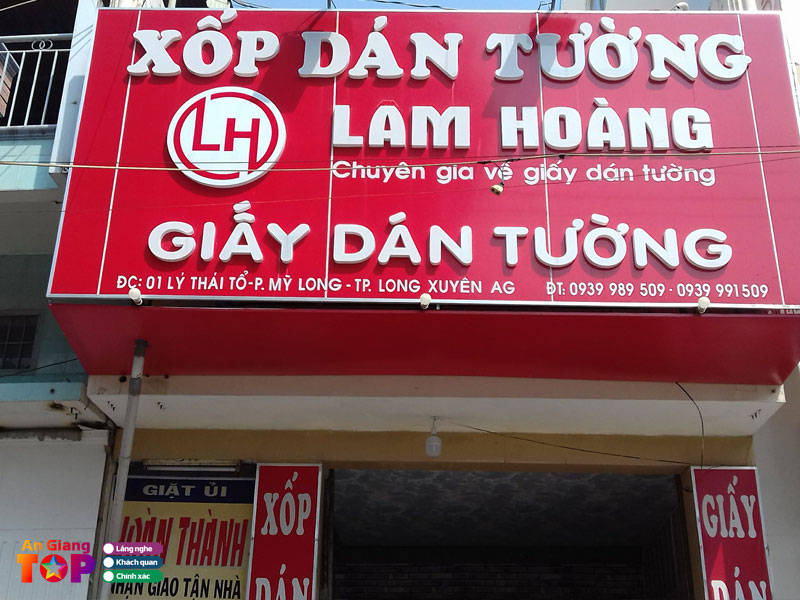 XỐP DÁN TƯỜNG
LH
LAM HOÀNG
Chuyên gia về giấy dán tường
GIẤY DÁN TƯỜNG
ĐC: 01 LÝ THÁI TỔ-P. MỸ LONG - TP. LONG XUYÊN AG
ĐT: 0939 989 509 - 0939 991 509
GIẶT ỦI
THÀNH
GIAO TẬN NHÀ
XỐP
DÁN
GIẤY
DÁN
An Giang
TOP
Lắng nghe
Khách quan
Chính xác